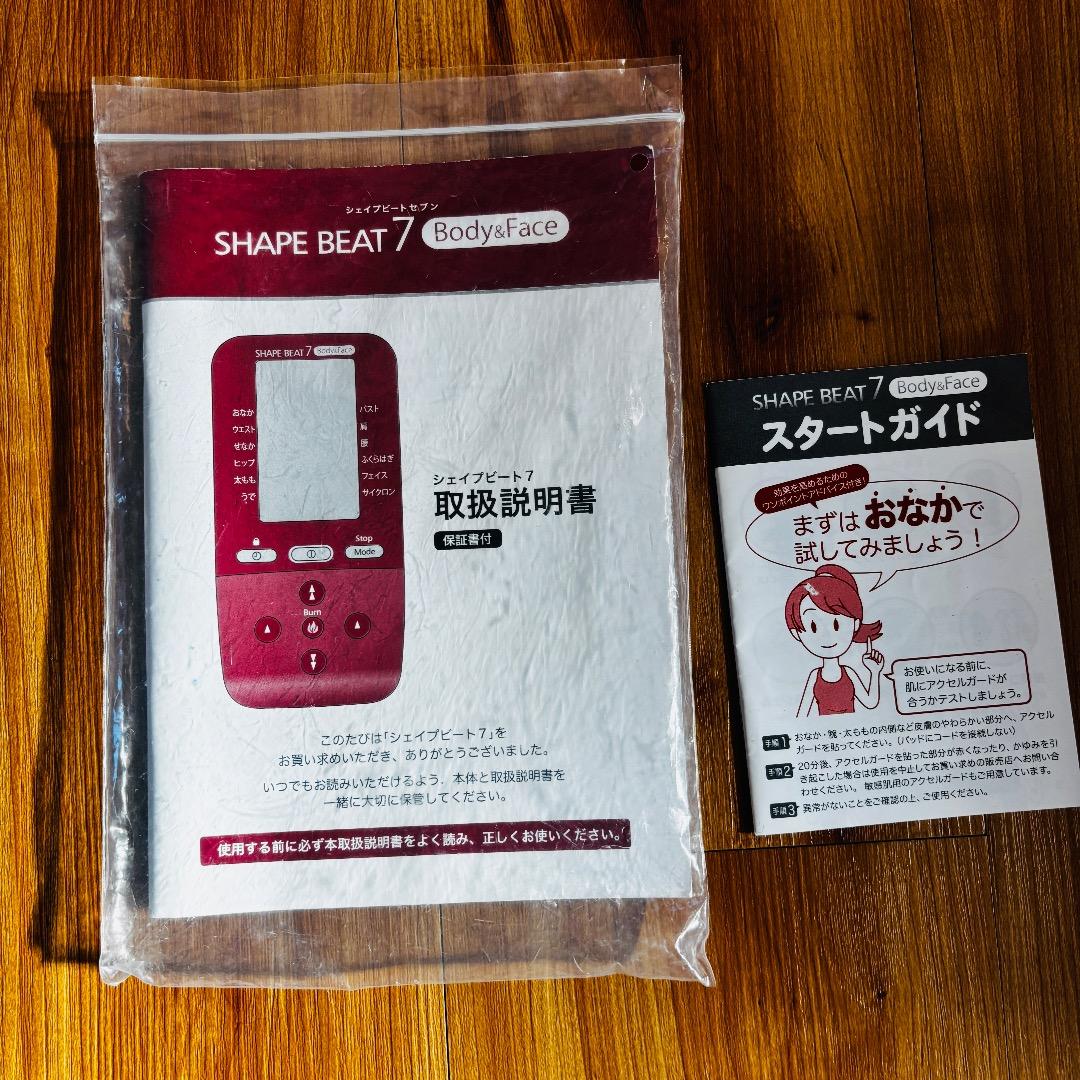 シェイプビートセブン
SHAPE BEAT 7 Body&Face
SHAPE BEAT 7 Body&Face
おなか
ウエスト
せなか
ヒップ
太もも
うで
バスト
肩
腰
ふくらはぎ
フェイス
サイクロン
Stop
Mode
Burn
シェイプビート7
取扱説明書
保証書付
このたびは「シェイプビート7」を
お買い求めいただき、ありがとうございました。
いつでもお読みいただけるよう、本体と取扱説明書を
一緒に大切に保管してください。
使用する前に必ず本取扱説明書をよく読み、正しくお使いください。
SHAPE BEAT 7 Body&Face
スタートガイド
効果を高めるための
ワンポイントアドバイス付き!
まずはおなかで
試してみましょう!
お使いになる前に、
肌にアクセルガードが
合うかテストしましょう。
手順1 おなか・腕・太ももの内側など皮膚のやわらかい部分へ、アクセル
ガードを貼ってください。(パッドにコードを接続しない)
手順2 20分後、アクセルガードを貼った部分が赤くなったり、かゆみを引
き起こした場合は使用を中止してお買い求めの販売店へお問い合
わせください。敏感肌用のアクセルガードもご用意しています。
手順3 異常がないことをご確認の上、ご使用ください。